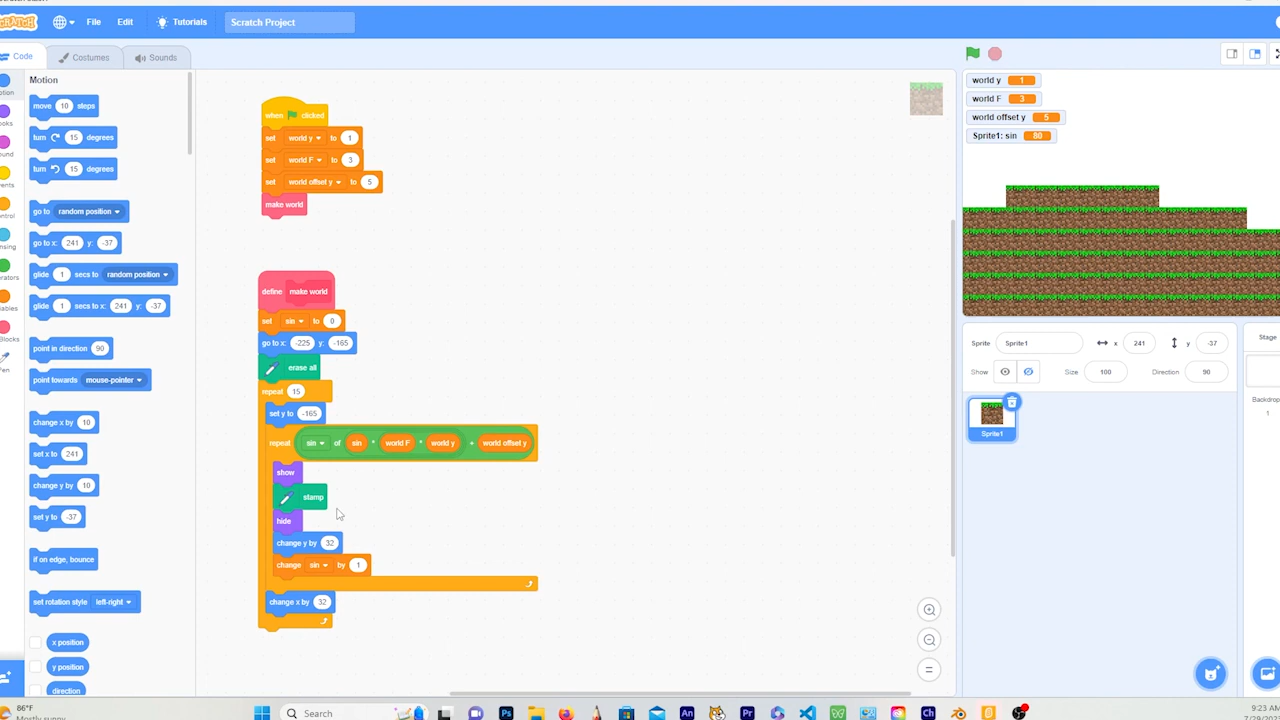 SCRATCH File Edit Tutorials Scratch Project
Code Costumes Sounds
Motion
move 10 steps
turn 15 degrees
turn 15 degrees
go to random position
go to x: 241 y: -37
glide 1 secs to random position
glide 1 secs to x: 241 y: -37
point in direction 90
point towards mouse-pointer
change x by 10
set x to 241
change y by 10
set y to -37
if on edge, bounce
set rotation style left-right
x position
y position
direction
when clicked
set world y to 1
set world F to 3
set world offset y to 5
make world
define make world
set sin to 0
go to x: -225 y: -165
erase all
repeat 15
set y to -165
repeat sin of sin * world F * world y + world offset y
show
stamp
hide
change y by 32
change sin by 1
change x by 32
world y 1
world F 3
world offset y 5
Sprite1: sin 80
Sprite Sprite1 x 241 y -37
Show Size 100 Direction 90
Sprite1
Stage
Backdrop
1
86°F
Mostly sunny
Search
9:23 AM